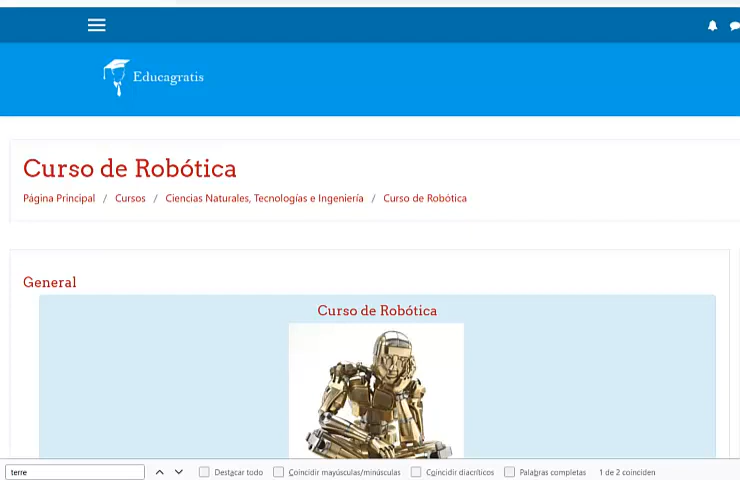 Educagratis
Curso de Robótica
Página Principal / Cursos / Ciencias Naturales, Tecnologías e Ingeniería / Curso de Robótica
General
Curso de Robótica
terre Destacar todo Coincidir mayúsculas/minúsculas Coincidir diacríticos Palabras completas 1 de 2 coinciden